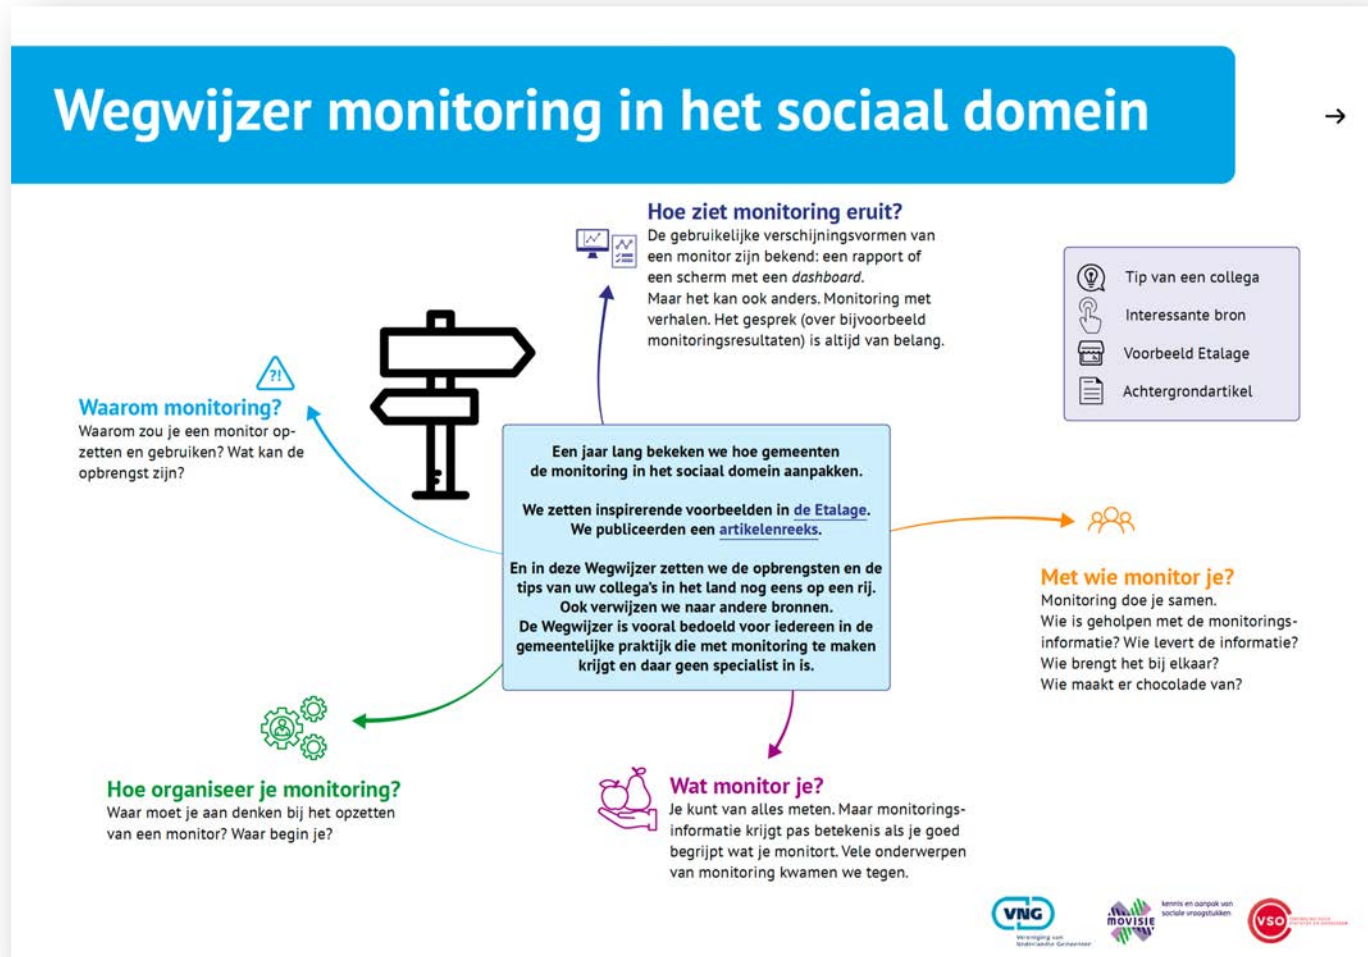 Wegwijzer monitoring in het sociaal domein
→
Hoe ziet monitoring eruit?
De gebruikelijke verschijningsvormen van
een monitor zijn bekend: een rapport of
een scherm met een dashboard.
Maar het kan ook anders. Monitoring met
verhalen. Het gesprek (over bijvoorbeeld
monitoringsresultaten) is altijd van belang.
Tip van een collega
Interessante bron
Voorbeeld Etalage
Achtergrondartikel
?!
Waarom monitoring?
Waarom zou je een monitor op-
zetten en gebruiken? Wat kan de
opbrengst zijn?
Een jaar lang bekeken we hoe gemeenten
de monitoring in het sociaal domein aanpakken.
We zetten inspirerende voorbeelden in de Etalage.
We publiceerden een artikelenreeks.
En in deze Wegwijzer zetten we de opbrengsten en de
tips van uw collega's in het land nog eens op een rij.
Ook verwijzen we naar andere bronnen.
De Wegwijzer is vooral bedoeld voor iedereen in de
gemeentelijke praktijk die met monitoring te maken
krijgt en daar geen specialist in is.
Met wie monitor je?
Monitoring doe je samen.
Wie is geholpen met de monitorings-
informatie? Wie levert de informatie?
Wie brengt het bij elkaar?
Wie maakt er chocolade van?
Hoe organiseer je monitoring?
Waar moet je aan denken bij het opzetten
van een monitor? Waar begin je?
Wat monitor je?
Je kunt van alles meten. Maar monitorings-
informatie krijgt pas betekenis als je goed
begrijpt wat je monitort. Vele onderwerpen
van monitoring kwamen we tegen.
VNG
Vereniging van
Nederlandse Gemeenten
movisie
kennis en aanpak van
sociale vraagstukken
VSO